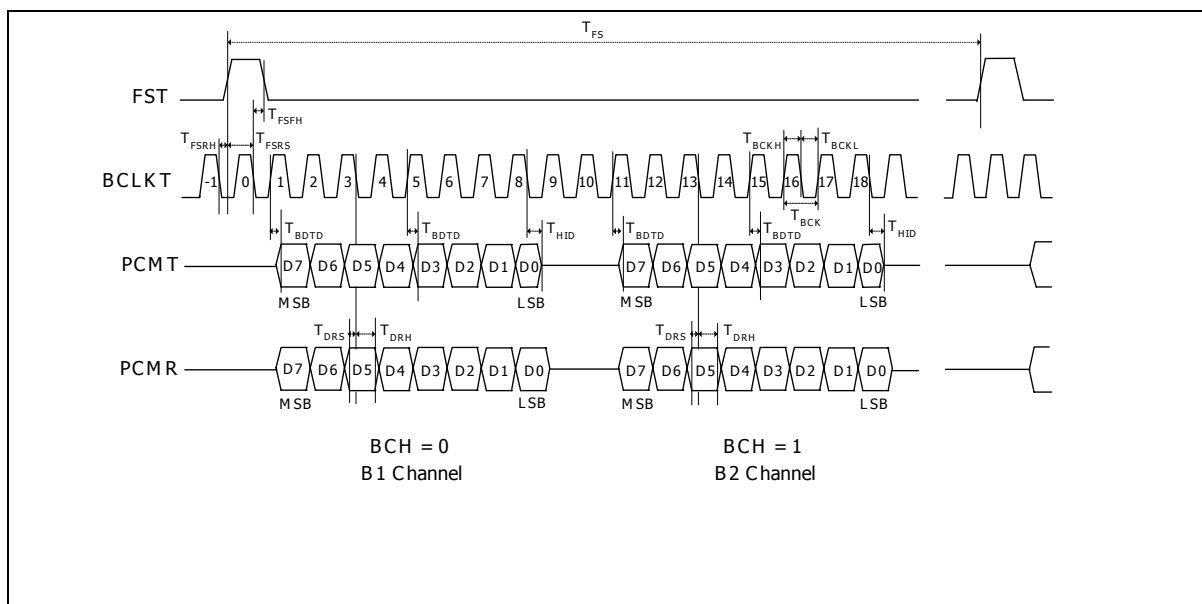 T_FS
FST
T_FSFH
T_FSRH T_FSRS T_BCKH T_BCKL
BCLKT -1 0 1 2 3 4 5 6 7 8 9 10 11 12 13 14 15 16 17 18
T_BCK
T_BDTD T_BDTD T_HID T_BDTD T_BDTD T_HID
PCMT D7 D6 D5 D4 D3 D2 D1 D0 D7 D6 D5 D4 D3 D2 D1 D0
MSB LSB MSB LSB
T_DRS T_DRH T_DRS T_DRH
PCMR D7 D6 D5 D4 D3 D2 D1 D0 D7 D6 D5 D4 D3 D2 D1 D0
MSB LSB MSB LSB
BCH = 0 BCH = 1
B1 Channel B2 Channel